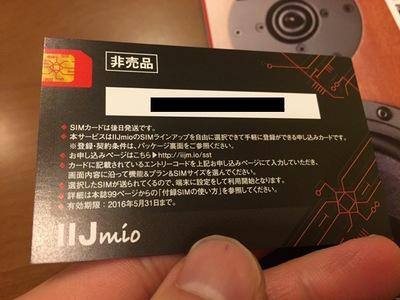 非売品
◆SIMカードは後日発送です。
◆本サービスはIIJmioのSIMラインアップを自由に選択できて手軽に登録ができる申し込みカードです。
※登録・契約条件は、パッケージ裏面をご参照ください。
◆お申し込みページはこちら▶http://iijm.io/sst
◆カードに記載されているエントリーコードを上記お申し込みページにて入力していただき、
画面内容に沿って機能&プラン&SIMサイズを選んでください。
◆選択したSIMが送られてくるので、端末に設定をして利用開始となります。
◆詳細は本誌99ページからの「付録SIMの使い方」を参照してください。
◆有効期限：2016年5月31日まで。
IIJmio